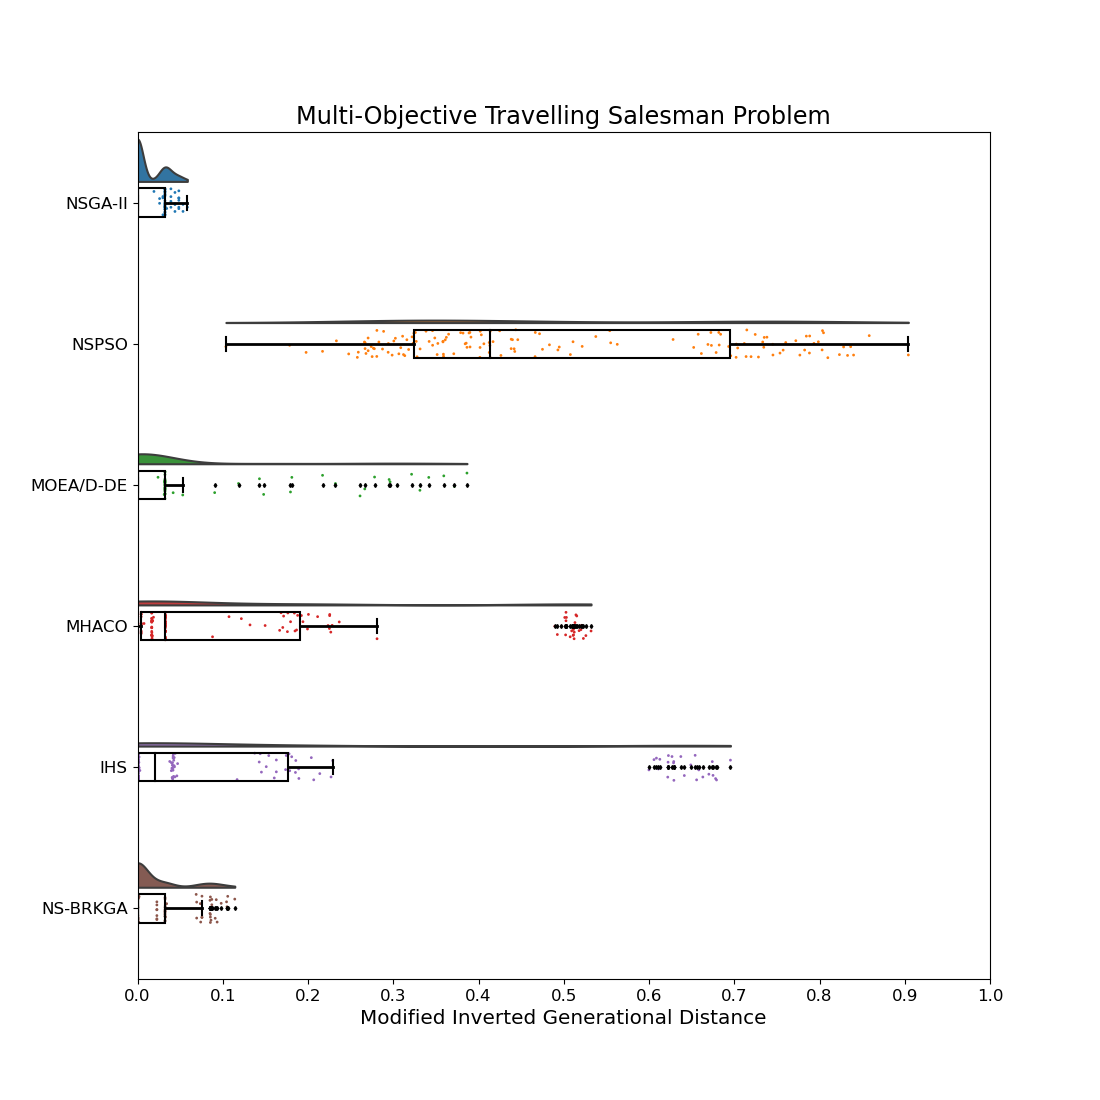 Multi-Objective Travelling Salesman Problem
NSGA-II
NSPSO
MOEA/D-DE
MHACO
IHS
NS-BRKGA
0.0 0.1 0.2 0.3 0.4 0.5 0.6 0.7 0.8 0.9 1.0
Modified Inverted Generational Distance